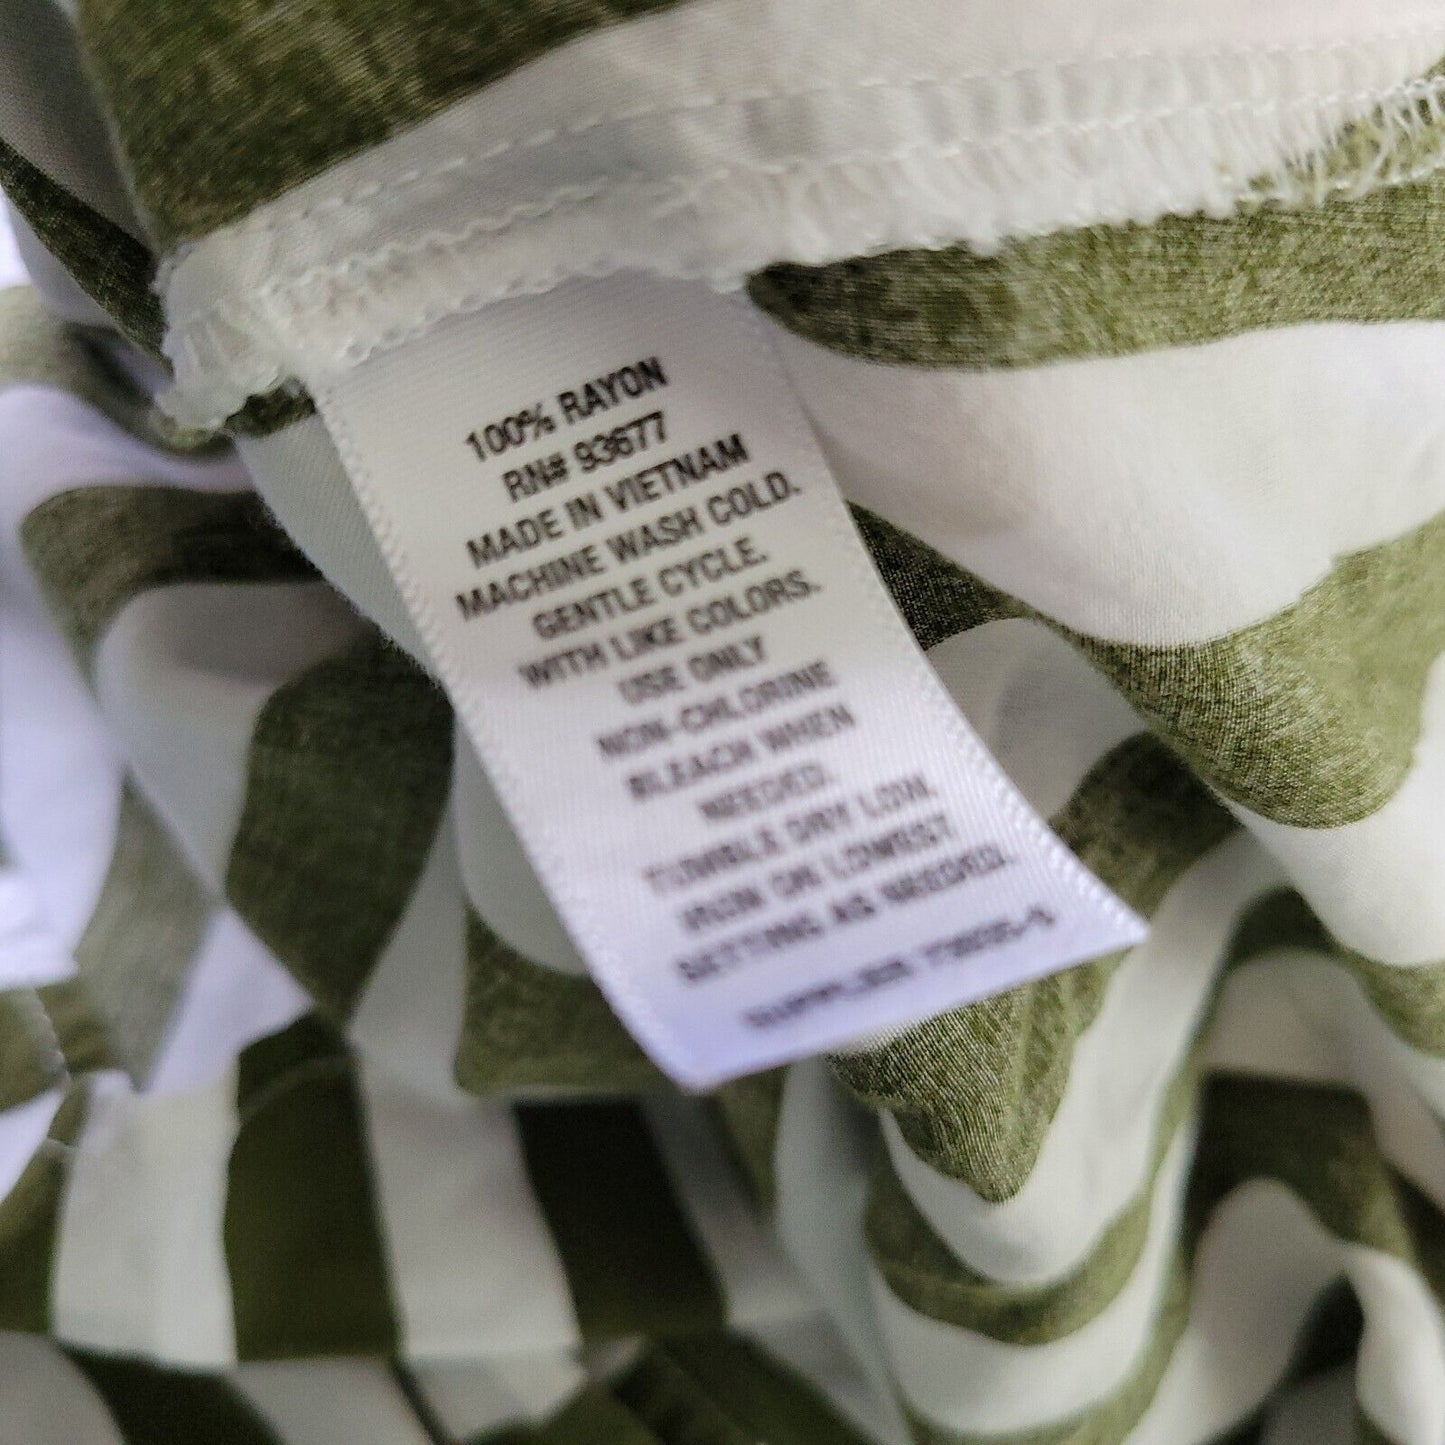 100% RAYON
RN# 93677
MADE IN VIETNAM
MACHINE WASH COLD.
GENTLE CYCLE.
WITH LIKE COLORS.
USE ONLY
NON-CHLORINE
BLEACH WHEN
NEEDED.
TUMBLE DRY LOW.
IRON ON LOWEST
SETTING AS NEEDED.
SUPPLIER